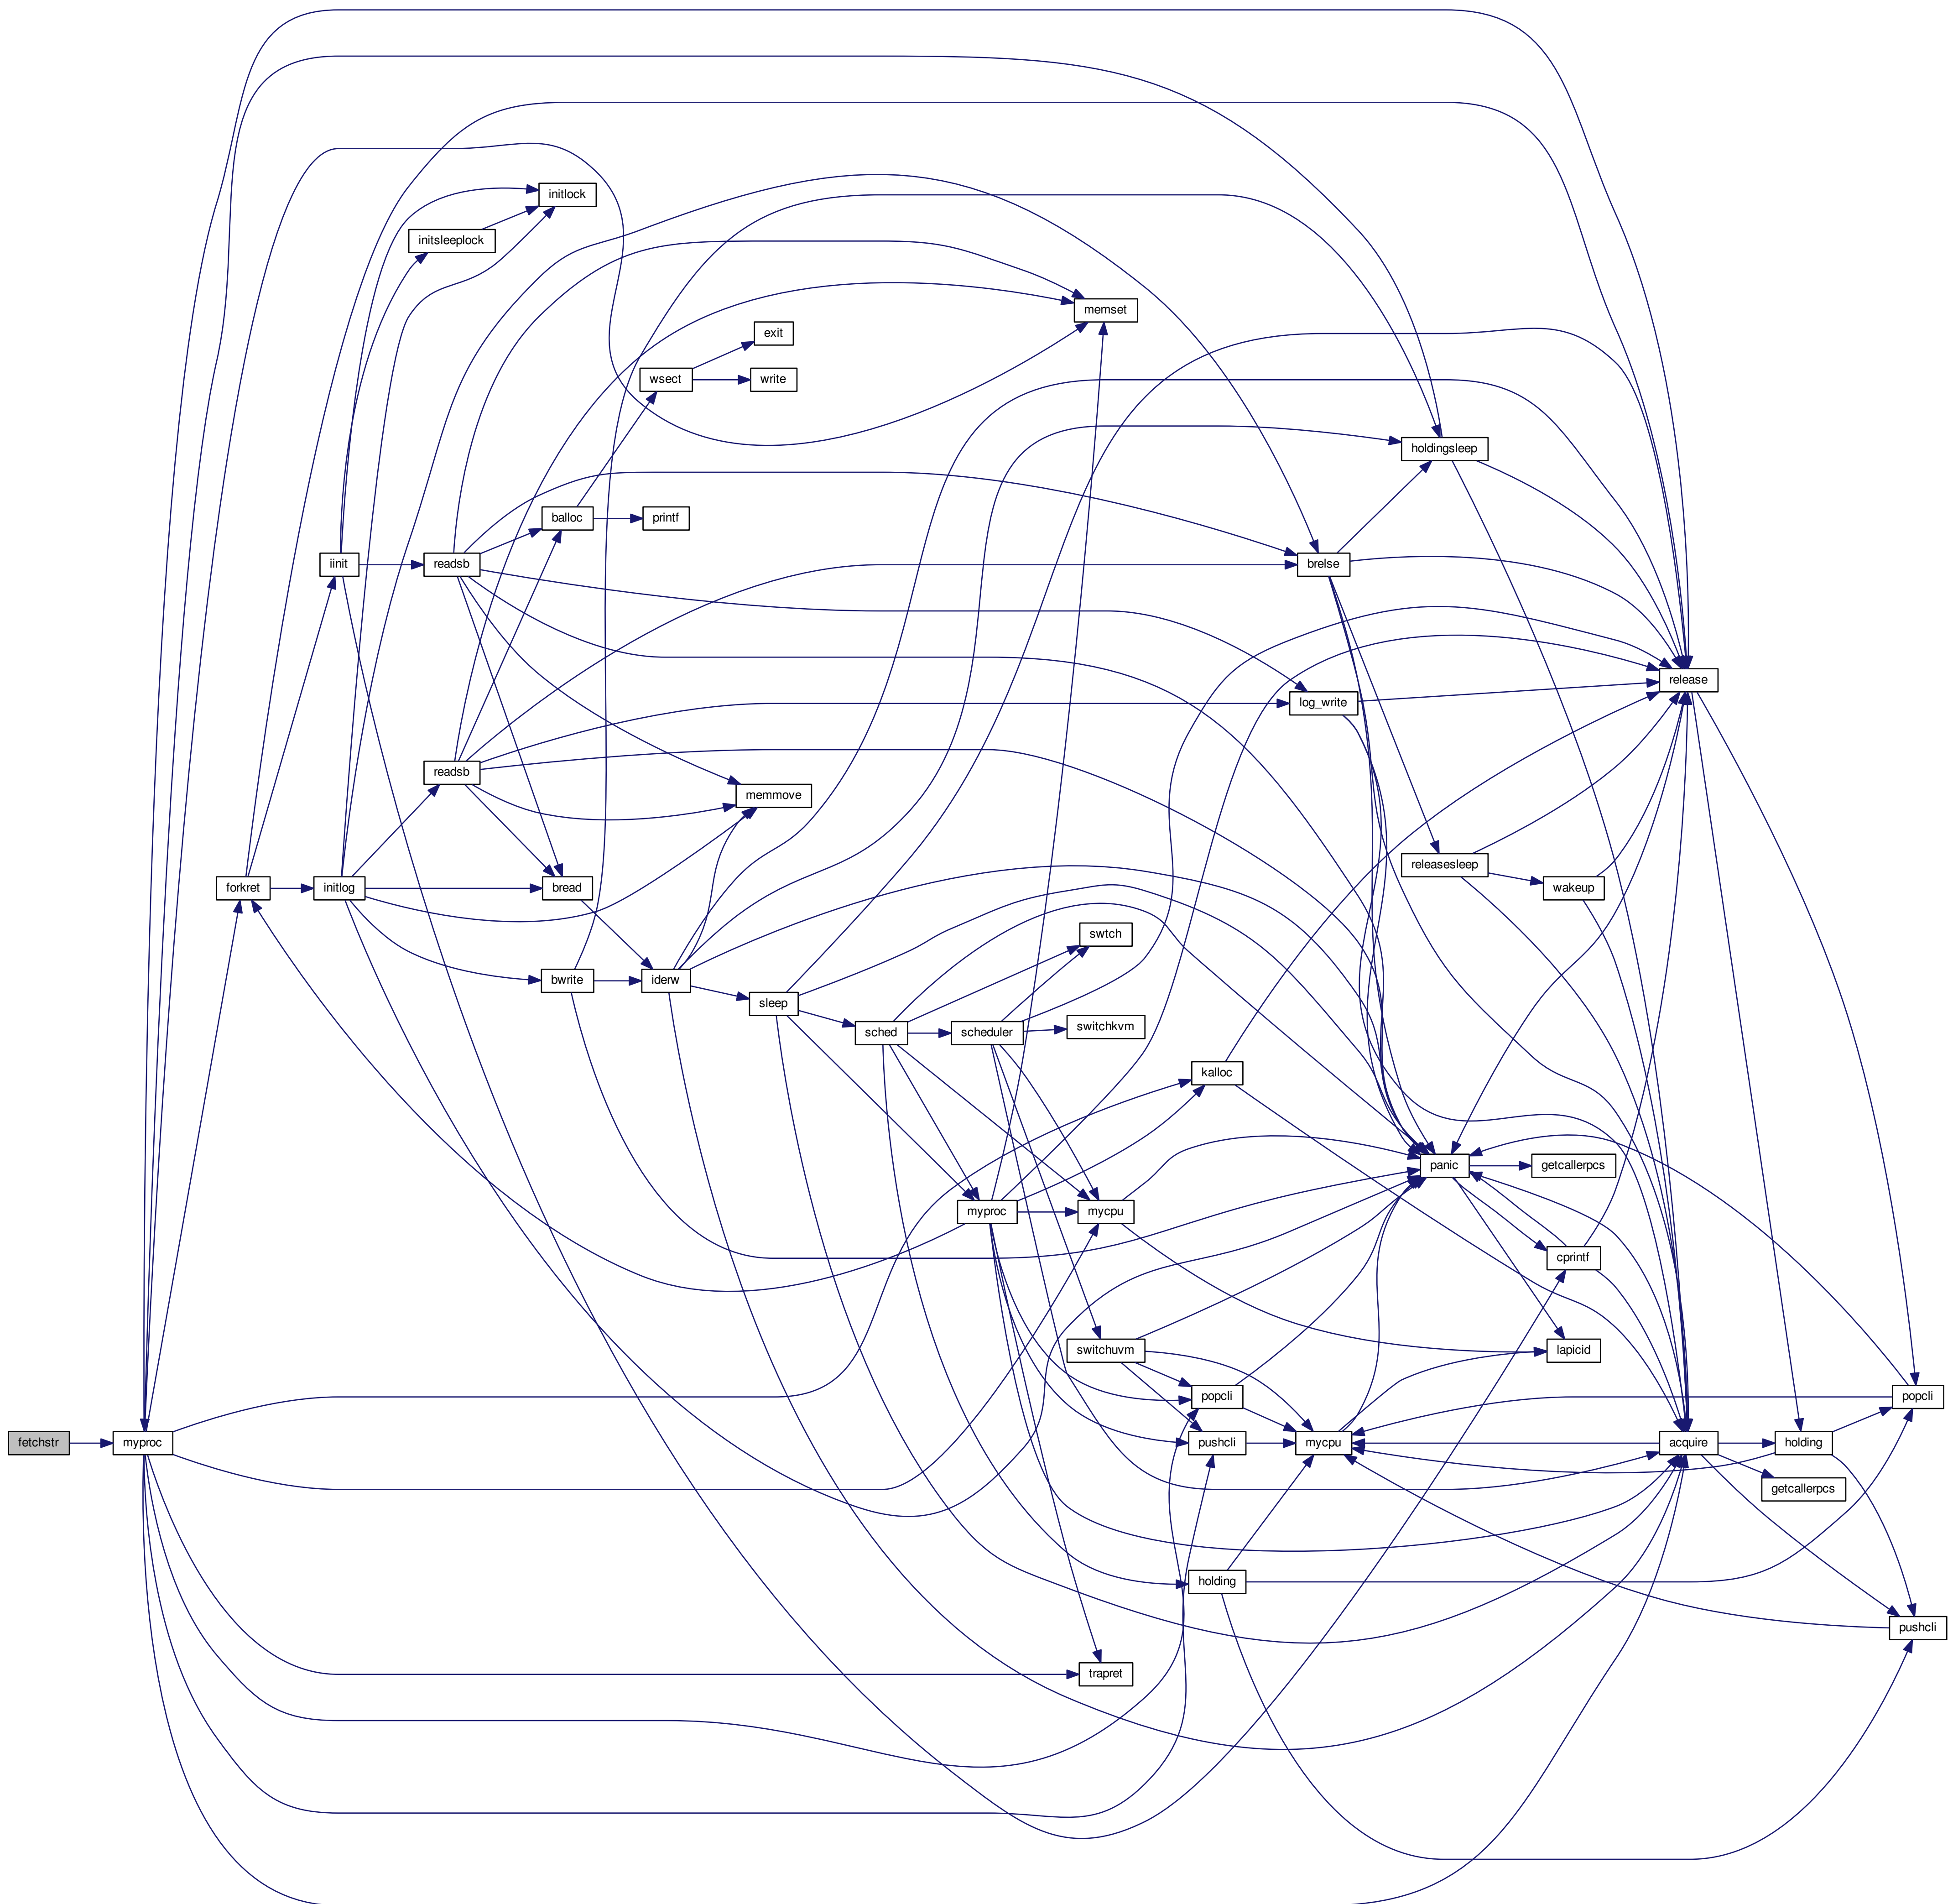 initlock
initsleeplock
memset
exit
wsect
write
holdingsleep
balloc
printf
iinit
readsb
brelse
release
log_write
readsb
memmove
releasesleep
forkret
initlog
bread
wakeup
swtch
bwrite
iderw
sleep
sched
scheduler
switchkvm
kalloc
panic
getcallerpcs
myproc
mycpu
cprintf
switchuvm
lapicid
popcli
popcli
fetchstr
myproc
pushcli
mycpu
acquire
holding
getcallerpcs
holding
pushcli
trapret